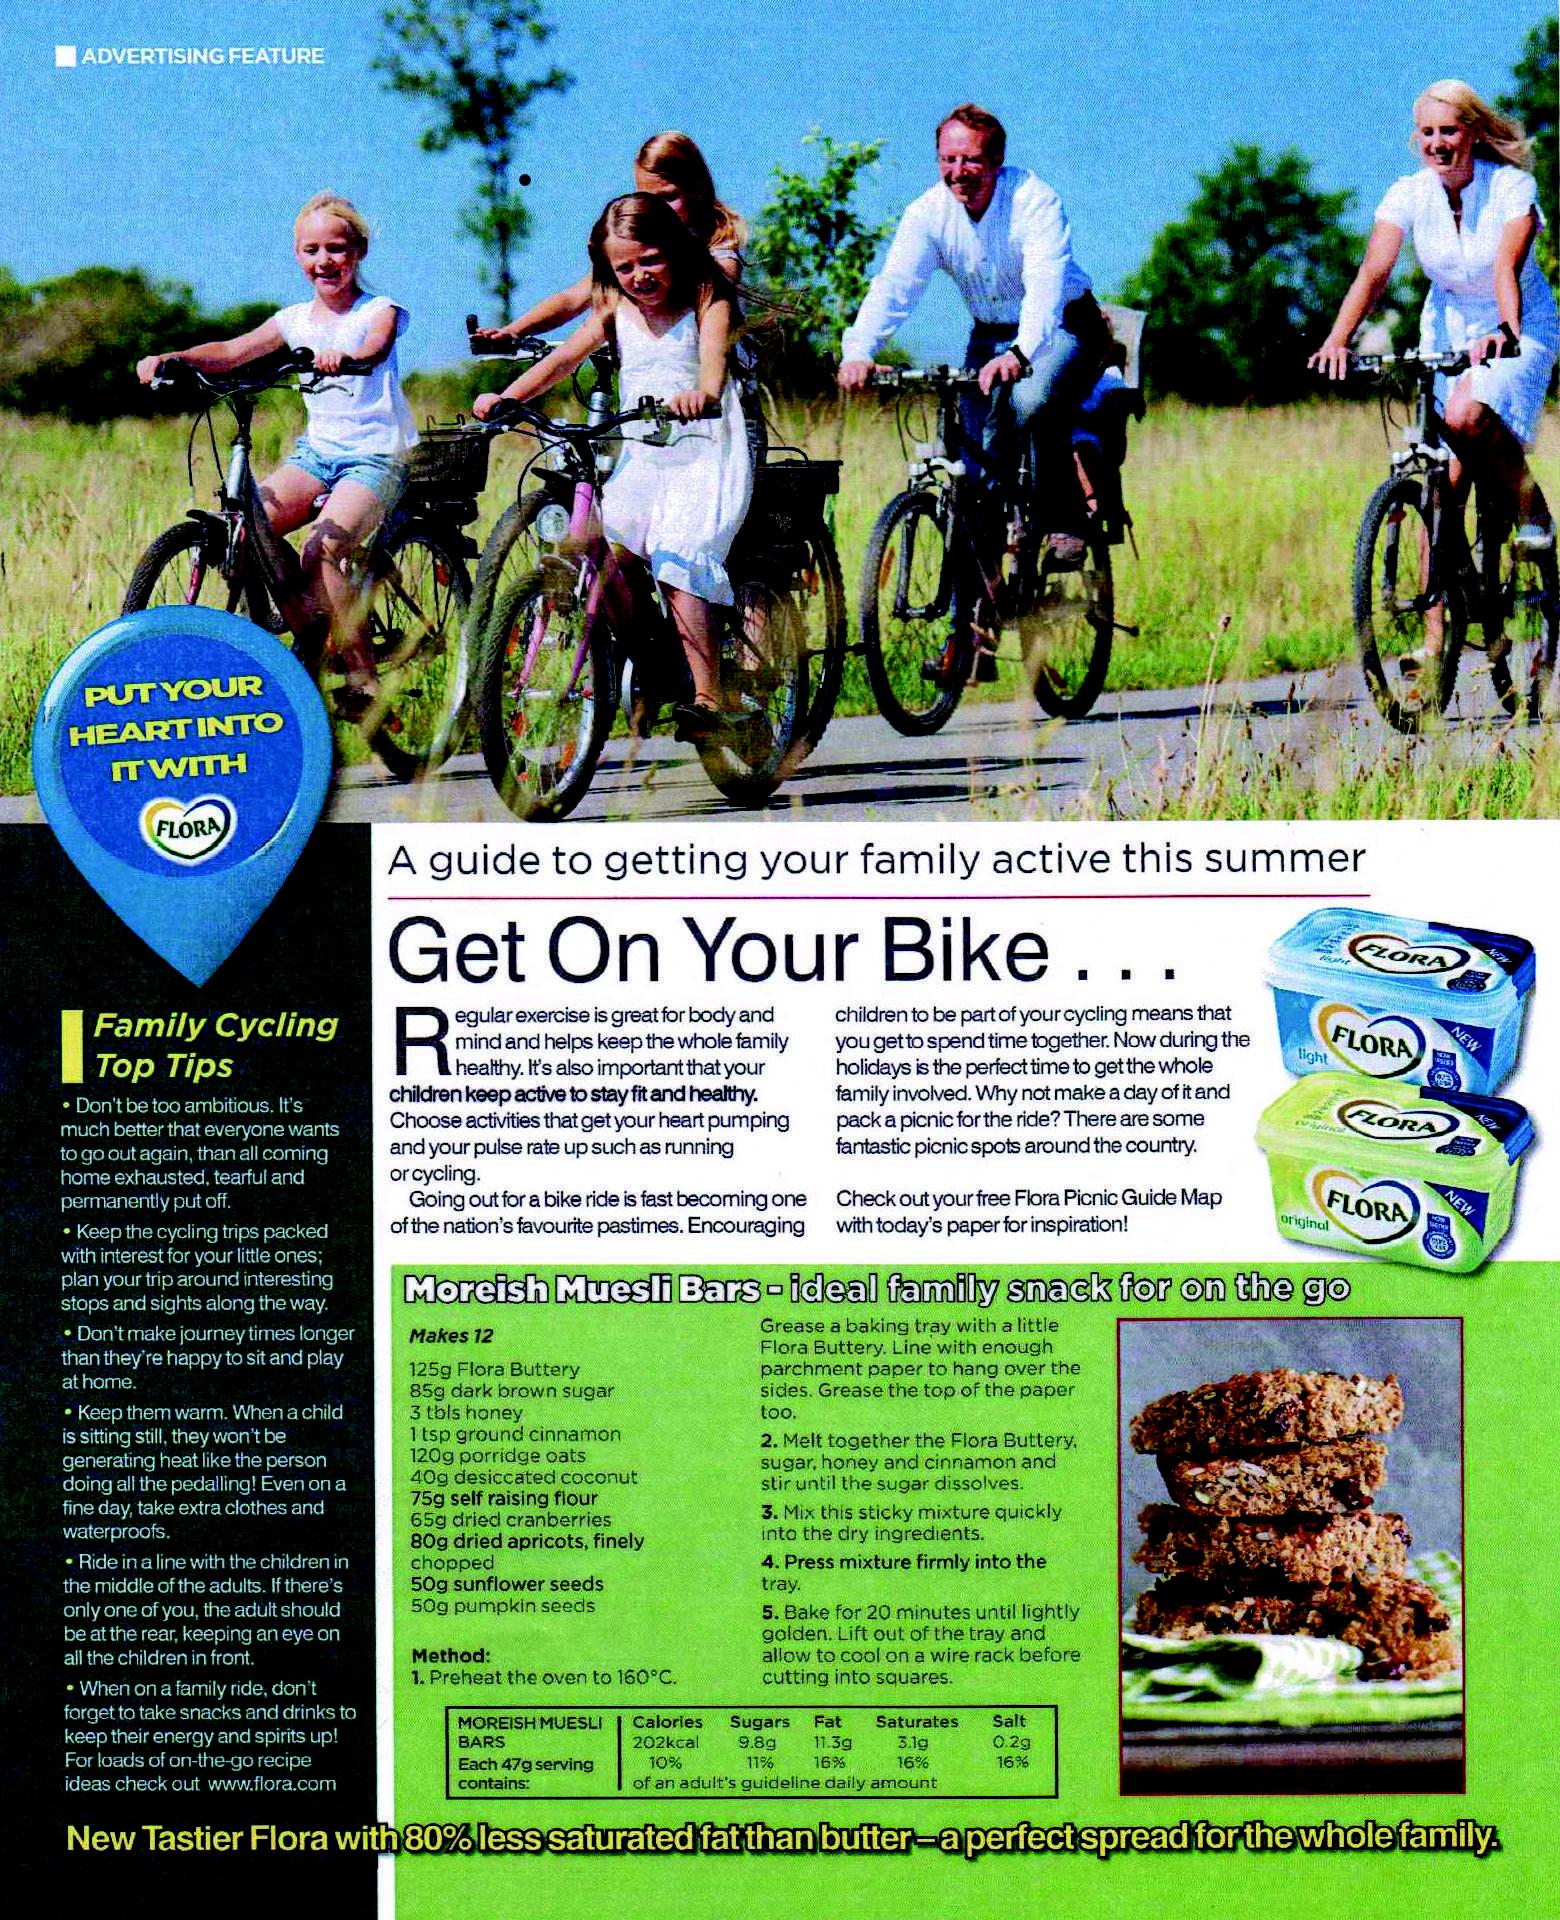 ADVERTISING FEATURE
PUT YOUR
HEART INTO
IT WITH
FLORA
A guide to getting your family active this summer
Get On Your Bike . . .
Regular exercise is great for body and
mind and helps keep the whole family
healthy. It's also important that your
children keep active to stay fit and healthy.
Choose activities that get your heart pumping
and your pulse rate up such as running
or cycling.
Going out for a bike ride is fast becoming one
of the nation's favourite pastimes. Encouraging
children to be part of your cycling means that
you get to spend time together. Now during the
holidays is the perfect time to get the whole
family involved. Why not make a day of it and
pack a picnic for the ride? There are some
fantastic picnic spots around the country.
Check out your free Flora Picnic Guide Map
with today's paper for inspiration!
FLORA
light
NEW
FLORA
light
NEW
FLORA
original
NEW
FLORA
original
NEW
Family Cycling
Top Tips
• Don't be too ambitious. It's
much better that everyone wants
to go out again, than all coming
home exhausted, tearful and
permanently put off.
• Keep the cycling trips packed
with interest for your little ones;
plan your trip around interesting
stops and sights along the way.
• Don't make journey times longer
than they're happy to sit and play
at home.
• Keep them warm. When a child
is sitting still, they won't be
generating heat like the person
doing all the pedalling! Even on a
fine day, take extra clothes and
waterproofs.
• Ride in a line with the children in
the middle of the adults. If there's
only one of you, the adult should
be at the rear, keeping an eye on
all the children in front.
• When on a family ride, don't
forget to take snacks and drinks to
keep their energy and spirits up!
For loads of on-the-go recipe
ideas check out www.flora.com
Moreish Muesli Bars - ideal family snack for on the go
Makes 12
125g Flora Buttery
85g dark brown sugar
3 tbls honey
1 tsp ground cinnamon
120g porridge oats
40g desiccated coconut
75g self raising flour
65g dried cranberries
80g dried apricots, finely
chopped
50g sunflower seeds
50g pumpkin seeds
Method:
1. Preheat the oven to 160°C.
Grease a baking tray with a little
Flora Buttery. Line with enough
parchment paper to hang over the
sides. Grease the top of the paper
too.
2. Melt together the Flora Buttery,
sugar, honey and cinnamon and
stir until the sugar dissolves.
3. Mix this sticky mixture quickly
into the dry ingredients.
4. Press mixture firmly into the
tray.
5. Bake for 20 minutes until lightly
golden. Lift out of the tray and
allow to cool on a wire rack before
cutting into squares.
MOREISH MUESLI Calories Sugars Fat Saturates Salt
BARS 202kcal 9.8g 11.3g 3.1g 0.2g
Each 47g serving 10% 11% 16% 16% 16%
contains: of an adult's guideline daily amount
New Tastier Flora with 80% less saturated fat than butter – a perfect spread for the whole family.